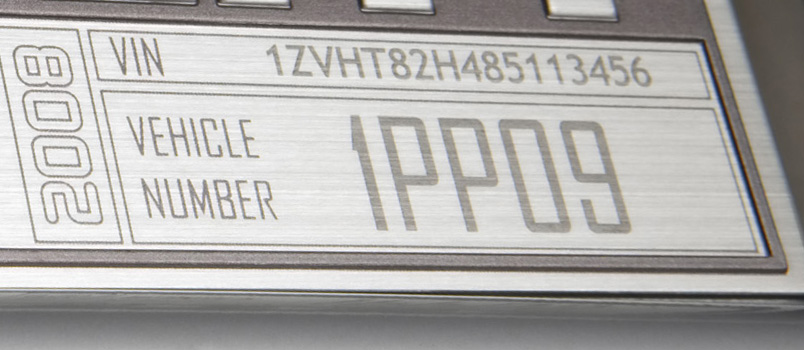 2008
VIN 1ZVHT82H485113456
VEHICLE
NUMBER
1PP09